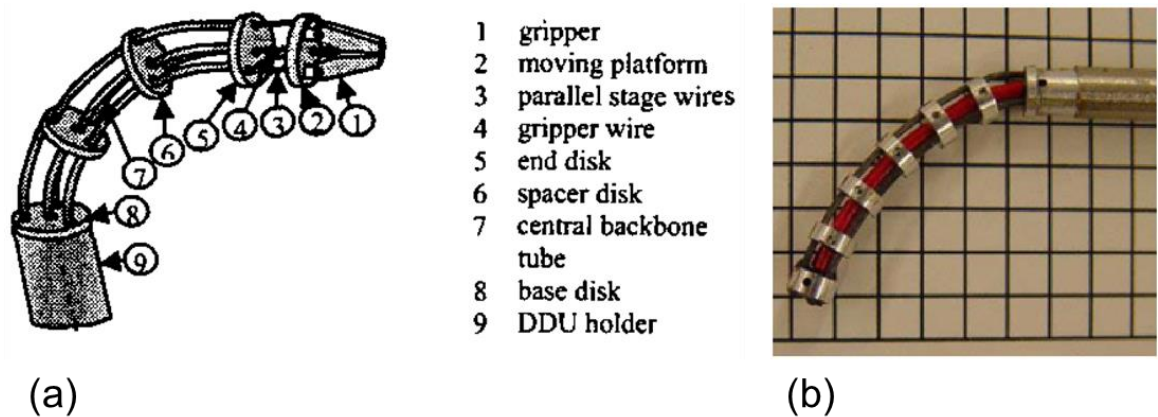 1 gripper
2 moving platform
3 parallel stage wires
4 gripper wire
5 end disk
6 spacer disk
7 central backbone
tube
8 base disk
9 DDU holder
5 4 3 2 1
6
7
8
9
(a)
(b)